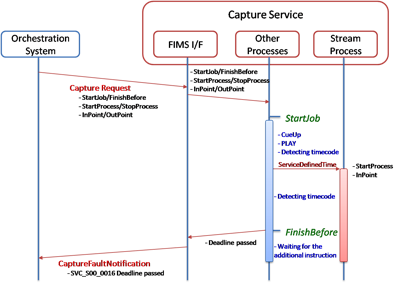 Capture Service
Orchestration
System
FIMS I/F
Other
Processes
Stream
Process
- StartJob/FinishBefore
- StartProcess/StopProcess
- InPoint/OutPoint
Capture Request
- StartJob/FinishBefore
- StartProcess/StopProcess
- InPoint/OutPoint
StartJob
- CueUp
- PLAY
- Detecting timecode
ServiceDefinedTime
- StartProcess
- InPoint
- Detecting timecode
FinishBefore
- Deadline passed
- Waiting for the
additional instruction
CaptureFaultNotification
- SVC_S00_0016 Deadline passed